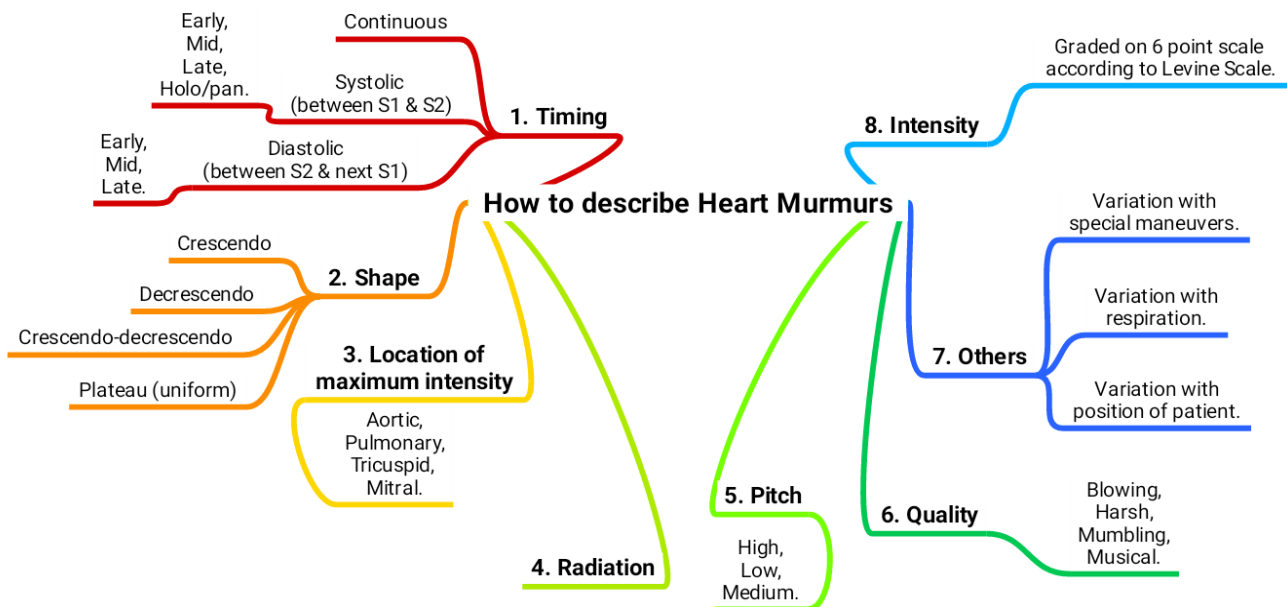 How to describe Heart Murmurs
1. Timing
Continuous
Systolic
(between S1 & S2)
Early,
Mid,
Late,
Holo/pan.
Diastolic
(between S2 & next S1)
Early,
Mid,
Late.
2. Shape
Crescendo
Decrescendo
Crescendo-decrescendo
Plateau (uniform)
3. Location of
maximum intensity
Aortic,
Pulmonary,
Tricuspid,
Mitral.
4. Radiation
5. Pitch
High,
Low,
Medium.
6. Quality
Blowing,
Harsh,
Mumbling,
Musical.
7. Others
Variation with
special maneuvers.
Variation with
respiration.
Variation with
position of patient.
8. Intensity
Graded on 6 point scale
according to Levine Scale.